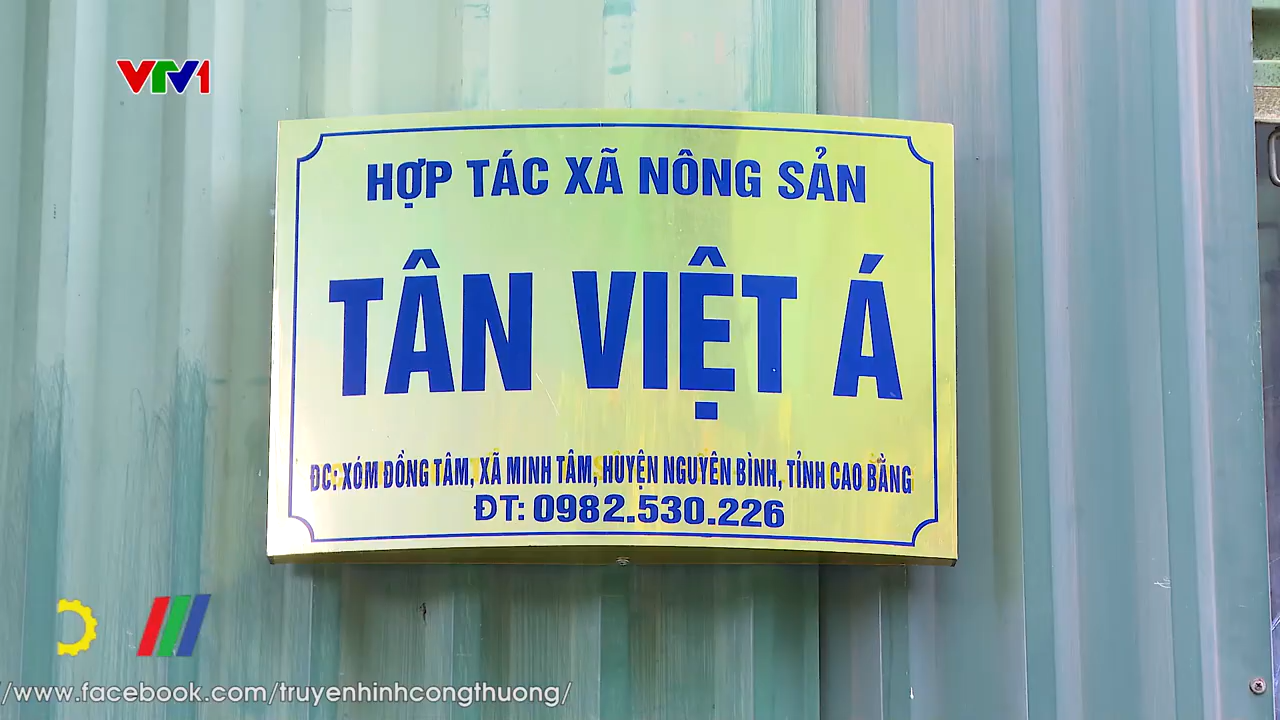 VTV1
HỢP TÁC XÃ NÔNG SẢN
TÂN VIỆT Á
ĐC: XÓM ĐỒNG TÂM, XÃ MINH TÂM, HUYỆN NGUYÊN BÌNH, TỈNH CAO BẰNG
ĐT: 0982.530.226
/www.facebook.com/truyenhinhcongthuong/